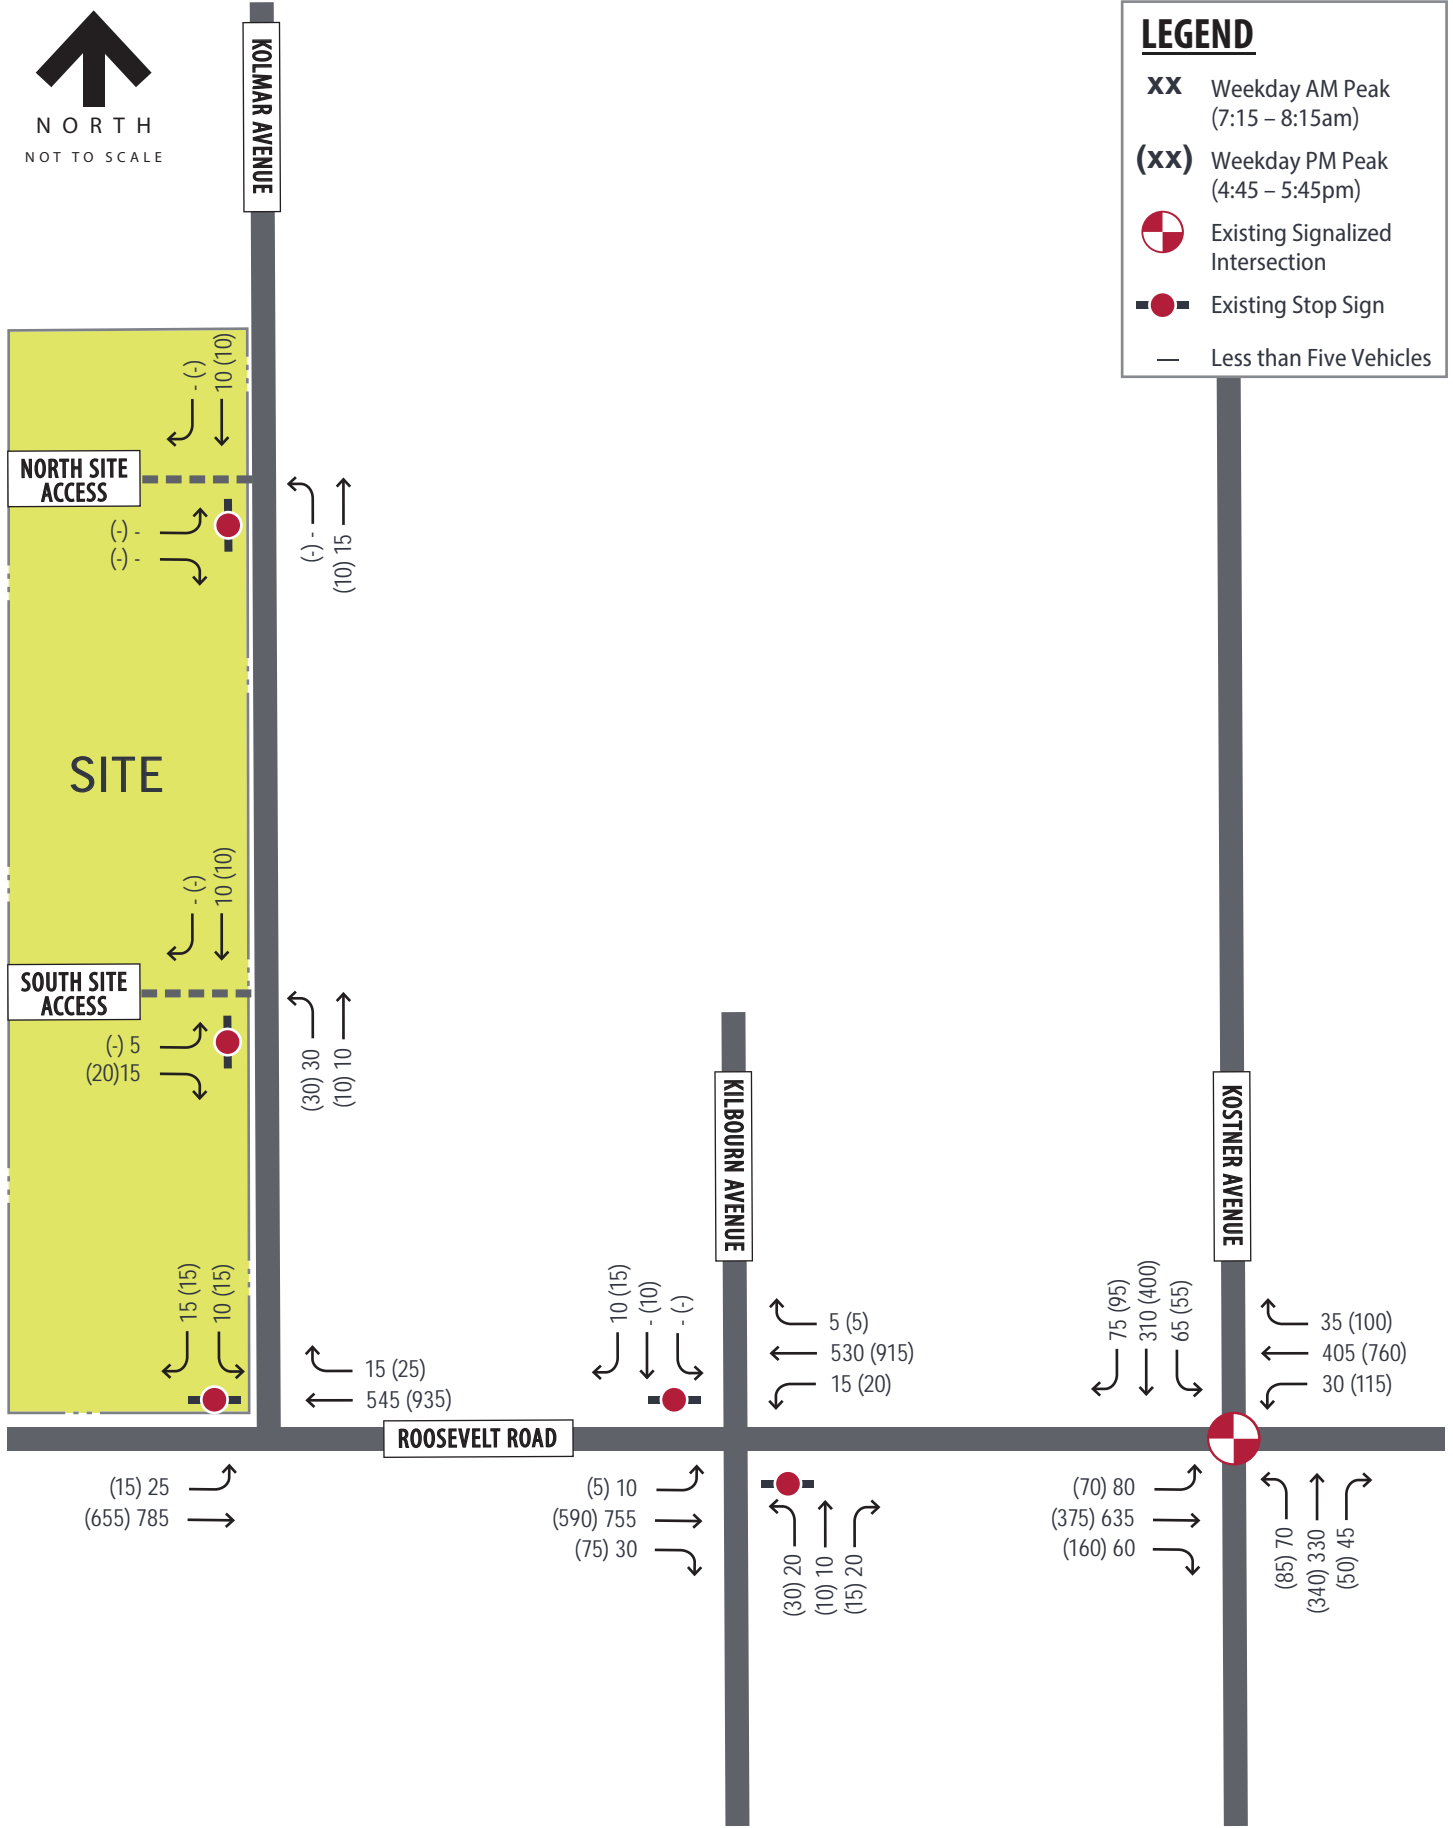 NORTH
NOT TO SCALE
KOLMAR AVENUE
LEGEND
XX Weekday AM Peak
(7:15 – 8:15am)
(XX) Weekday PM Peak
(4:45 – 5:45pm)
Existing Signalized
Intersection
Existing Stop Sign
— Less than Five Vehicles
- (-)
10 (10)
NORTH SITE
ACCESS
(-) -
(-) -
(-) -
(10) 15
SITE
- (-)
10 (10)
SOUTH SITE
ACCESS
(-) 5
(20)15
(30) 30
(10) 10
KILBOURN AVENUE
KOSTNER AVENUE
15 (15)
10 (15)
15 (25)
545 (935)
10 (15)
- (10)
- (-)
5 (5)
530 (915)
15 (20)
75 (95)
310 (400)
65 (55)
35 (100)
405 (760)
30 (115)
ROOSEVELT ROAD
(15) 25
(655) 785
(5) 10
(590) 755
(75) 30
(30) 20
(10) 10
(15) 20
(70) 80
(375) 635
(160) 60
(85) 70
(340) 330
(50) 45